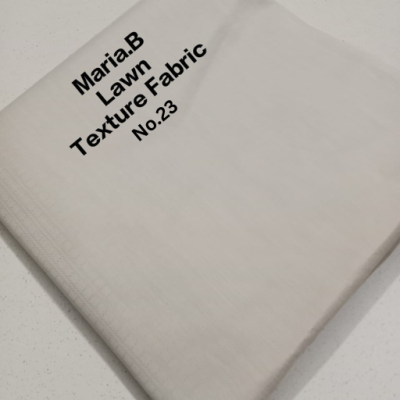 Maria.B
Lawn
Texture Fabric
No.23